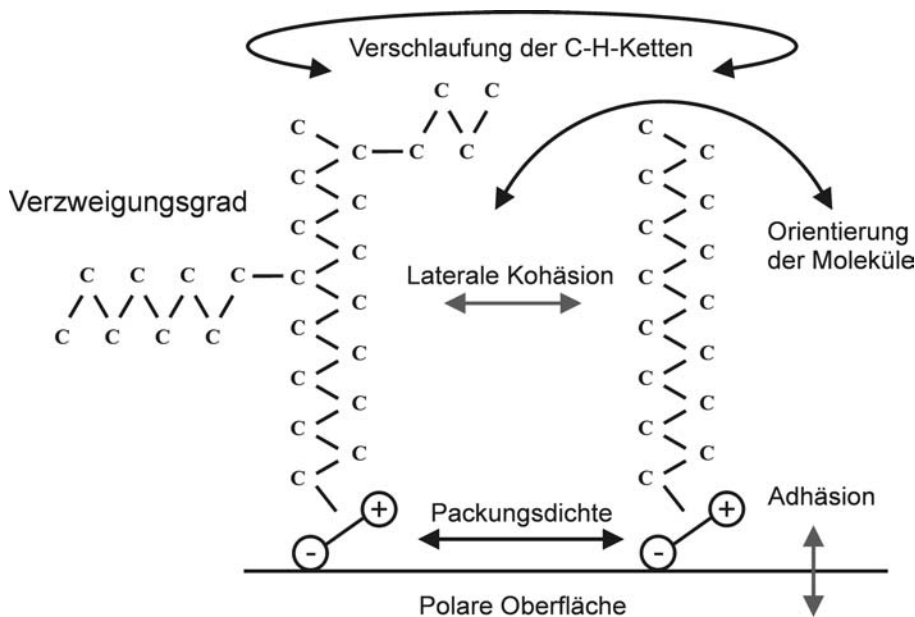 Verschlaufung der C-H-Ketten
C C
C C
C C C C
C C
C C
Verzweigungsgrad
C C
C C
Orientierung
der Moleküle
C C
C C
Laterale Kohäsion
C C C C C
C C
C C
C C
C C C C
C C
C C
C C
C C
C C
C C
C C
Adhäsion
Packungsdichte
+ +
- -
Polare Oberfläche